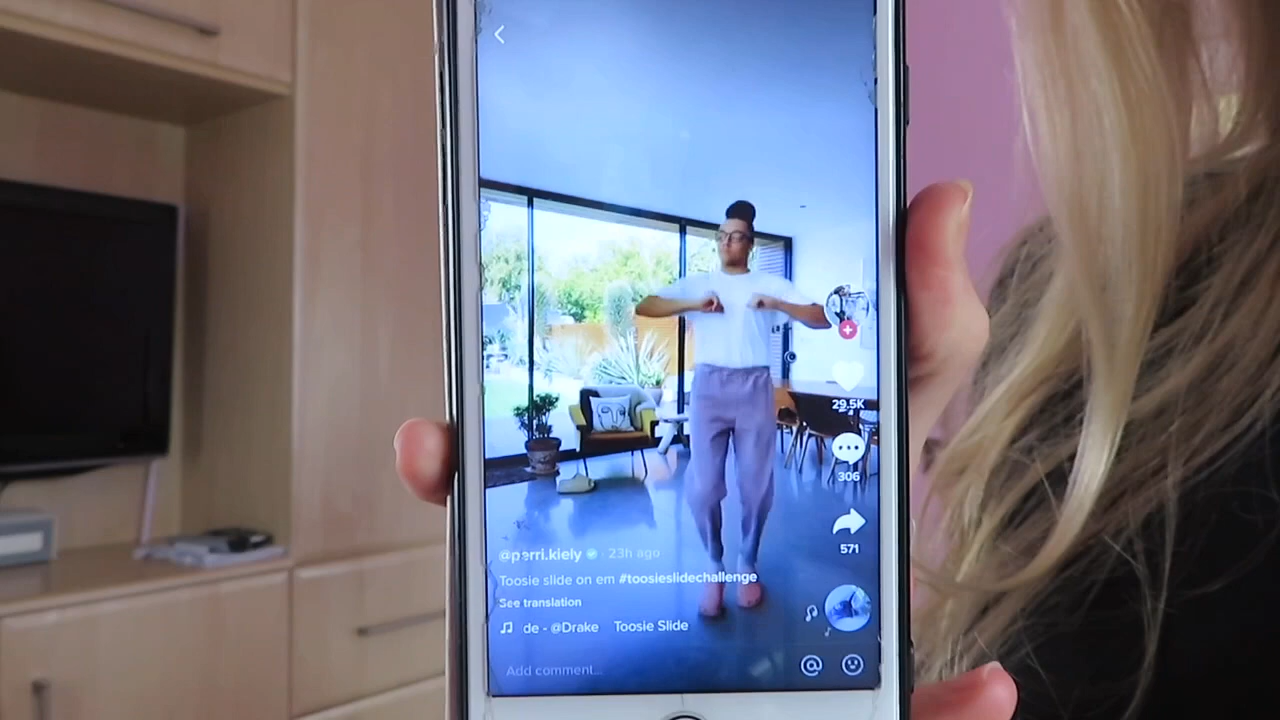 29.5K
306
571
@perri.kiely · 23h ago
Toosie slide on em #toosieslidechallenge
See translation
de - @Drake Toosie Slide
Add comment...